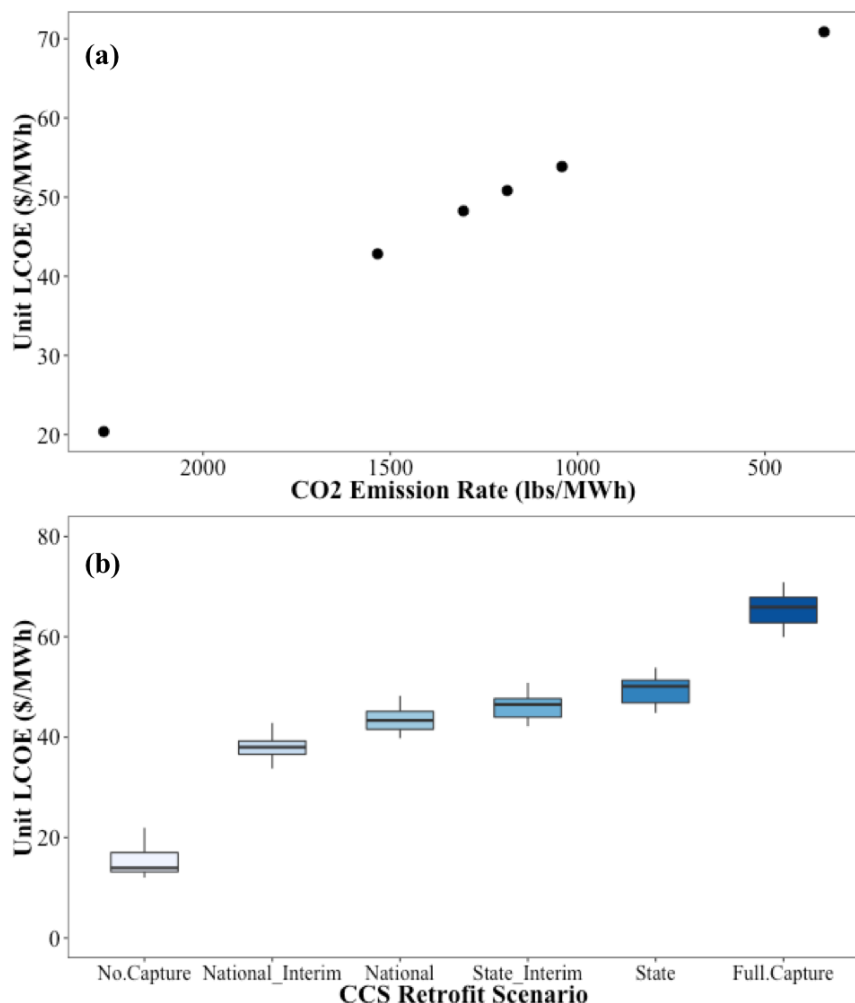 (a)
Unit LCOE ($/MWh)
70
60
50
40
30
20
2000 1500 1000 500
CO2 Emission Rate (lbs/MWh)
(b)
Unit LCOE ($/MWh)
80
60
40
20
0
No.Capture National_Interim National State_Interim State Full.Capture
CCS Retrofit Scenario